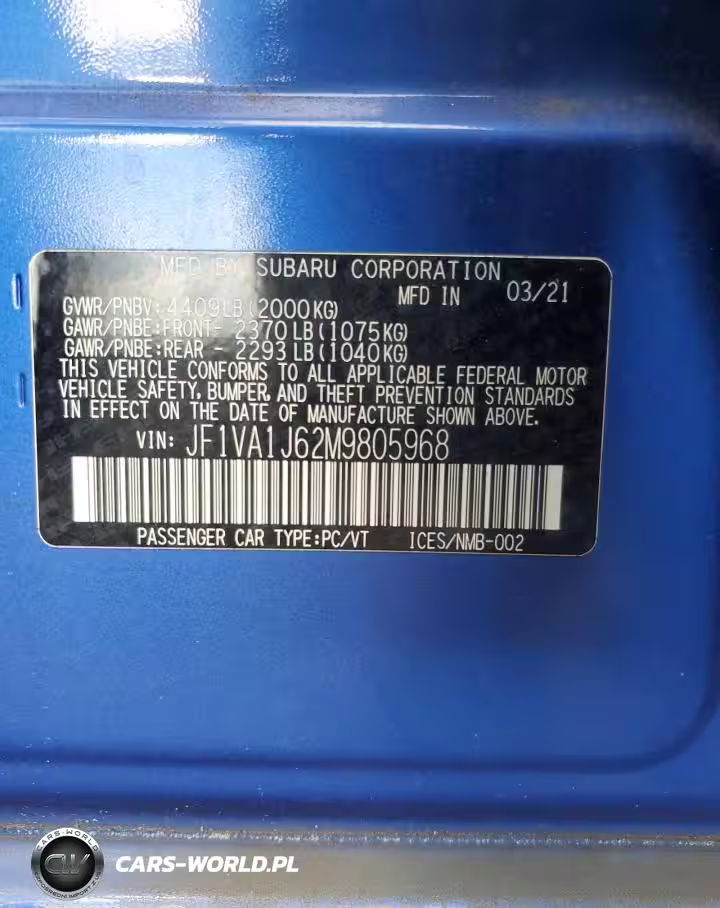 MFD BY SUBARU CORPORATION
MFD IN 03/21
GVWR/PNBV: 4409LB(2000KG)
GAWR/PNBE:FRONT- 2370LB(1075KG)
GAWR/PNBE:REAR - 2293LB(1040KG)
THIS VEHICLE CONFORMS TO ALL APPLICABLE FEDERAL MOTOR
VEHICLE SAFETY, BUMPER, AND THEFT PREVENTION STANDARDS
IN EFFECT ON THE DATE OF MANUFACTURE SHOWN ABOVE.
VIN: JF1VA1J62M9805968
PASSENGER CAR TYPE:PC/VT ICES/NMB-002
CARS-WORLD
CW
CARS-WORLD.PL